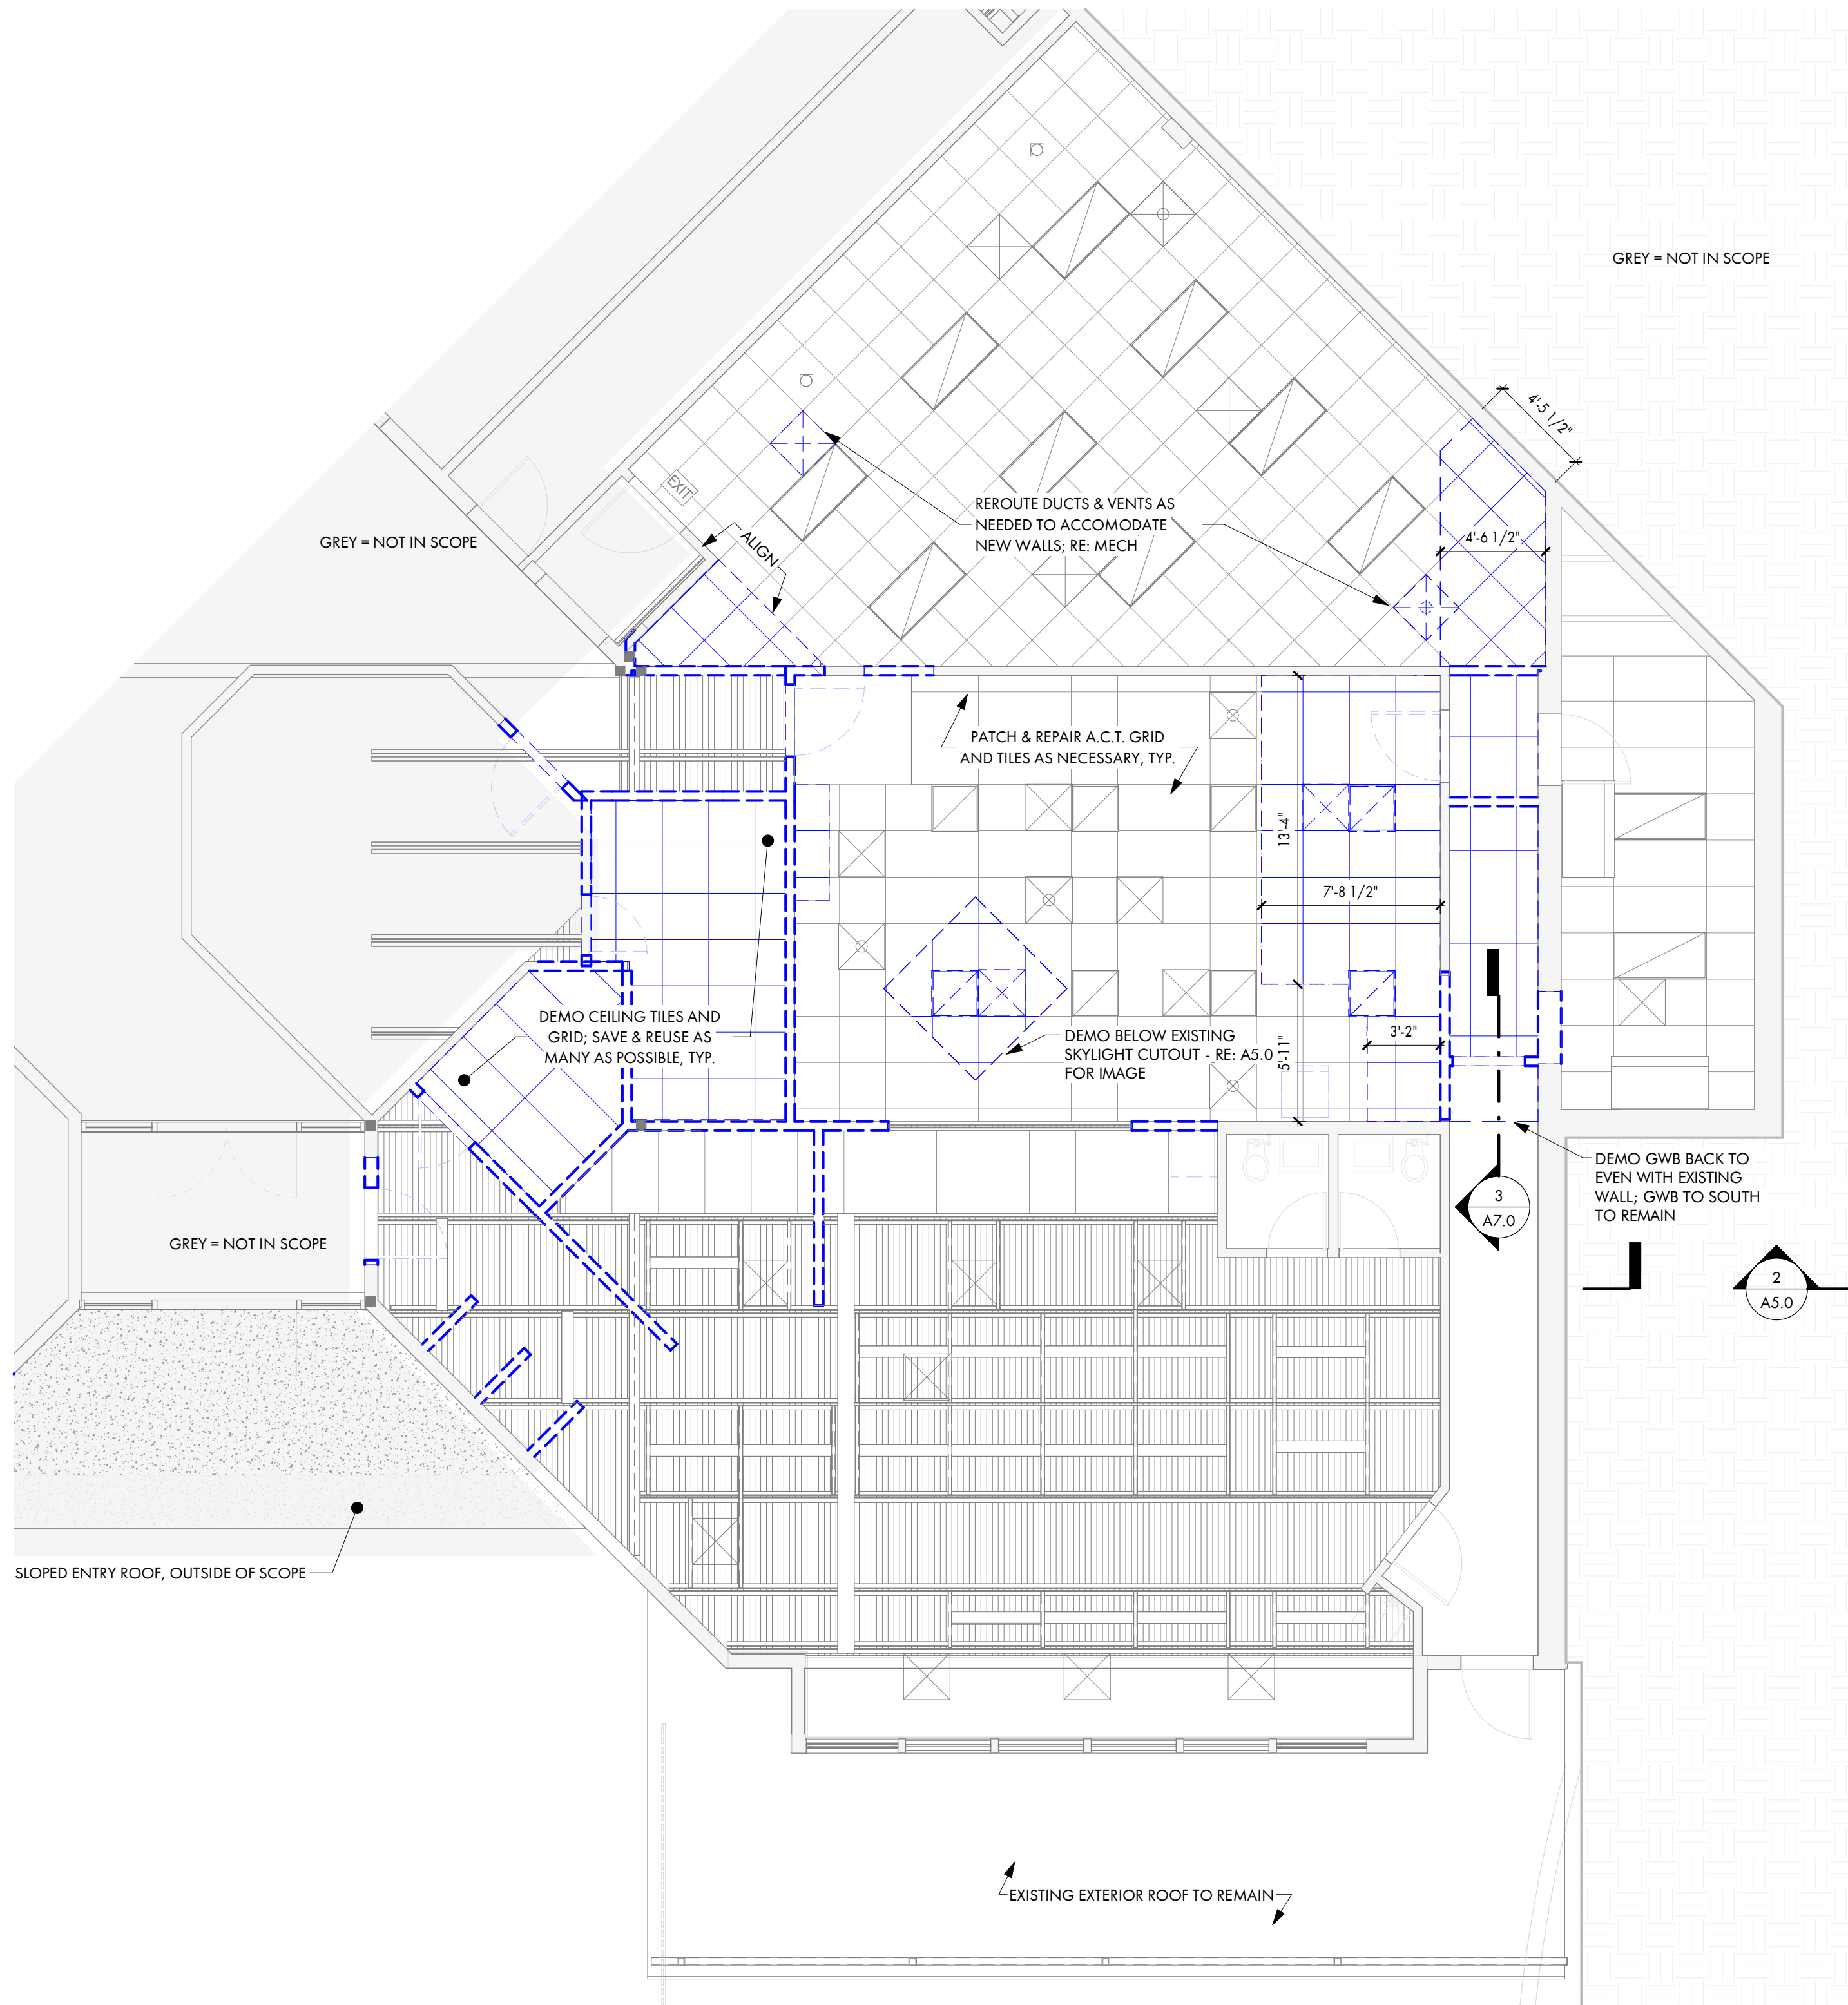 GREY = NOT IN SCOPE
4'-5 1/2"
EXIT
REROUTE DUCTS & VENTS AS
NEEDED TO ACCOMODATE
NEW WALLS; RE: MECH
GREY = NOT IN SCOPE
ALIGN
4'-6 1/2"
PATCH & REPAIR A.C.T. GRID
AND TILES AS NECESSARY, TYP.
13'-4"
7'-8 1/2"
DEMO CEILING TILES AND
GRID; SAVE & REUSE AS
MANY AS POSSIBLE, TYP.
DEMO BELOW EXISTING
SKYLIGHT CUTOUT - RE: A5.0
FOR IMAGE
5'-11"
3'-2"
DEMO GWB BACK TO
EVEN WITH EXISTING
WALL; GWB TO SOUTH
TO REMAIN
3
A7.0
GREY = NOT IN SCOPE
2
A5.0
SLOPED ENTRY ROOF, OUTSIDE OF SCOPE
EXISTING EXTERIOR ROOF TO REMAIN